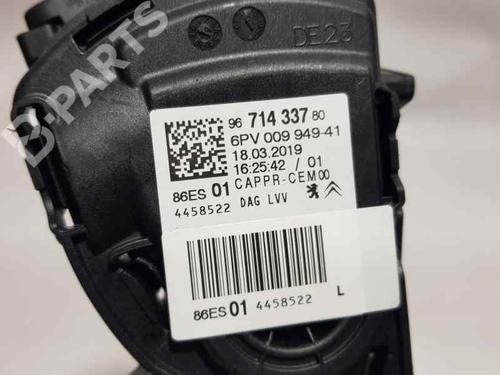 DE23
B-PARTS
96 714 337 80
6PV 009 949-41
18.03.2019
16:25:42 / 01
86ES 01 CAPPR-CEM00
4458522 DAG LVV
86ES 01 4458522 L